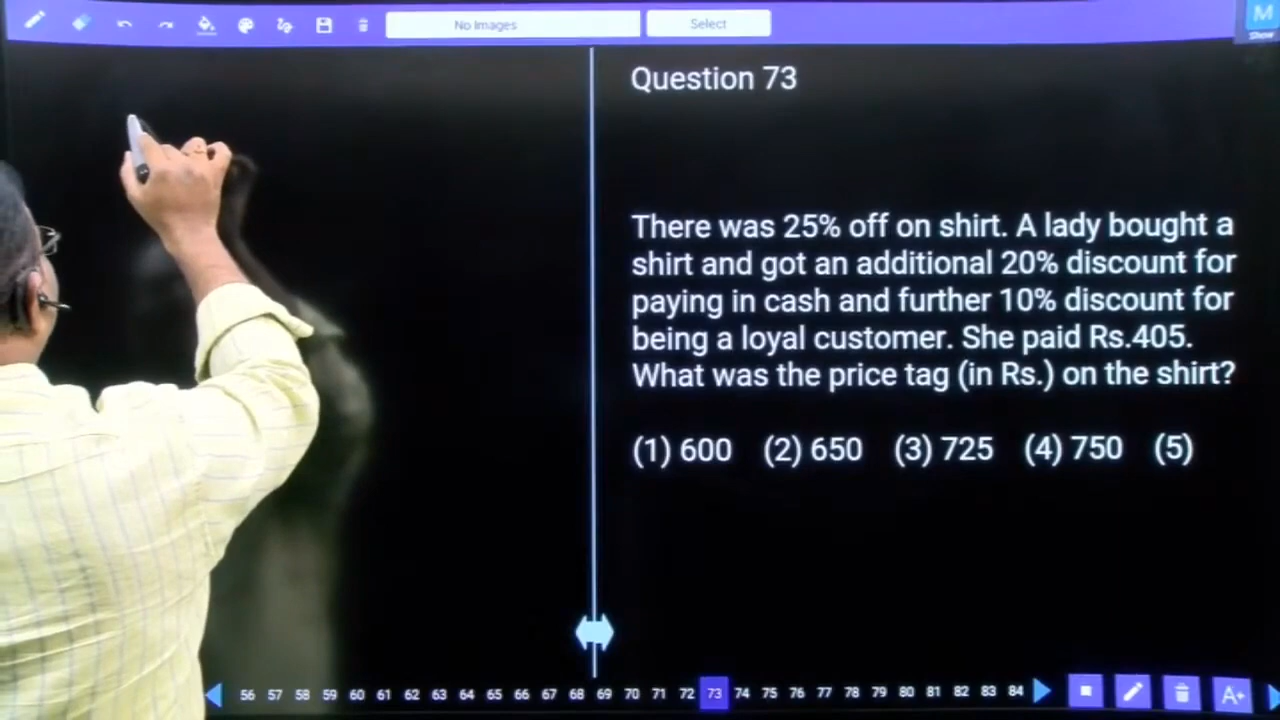 No Images
Select
M
Show
Question 73
There was 25% off on shirt. A lady bought a
shirt and got an additional 20% discount for
paying in cash and further 10% discount for
being a loyal customer. She paid Rs.405.
What was the price tag (in Rs.) on the shirt?
(1) 600 (2) 650 (3) 725 (4) 750 (5)
56 57 58 59 60 61 62 63 64 65 66 67 68 69 70 71 72 73 74 75 76 77 78 79 80 81 82 83 84
A+